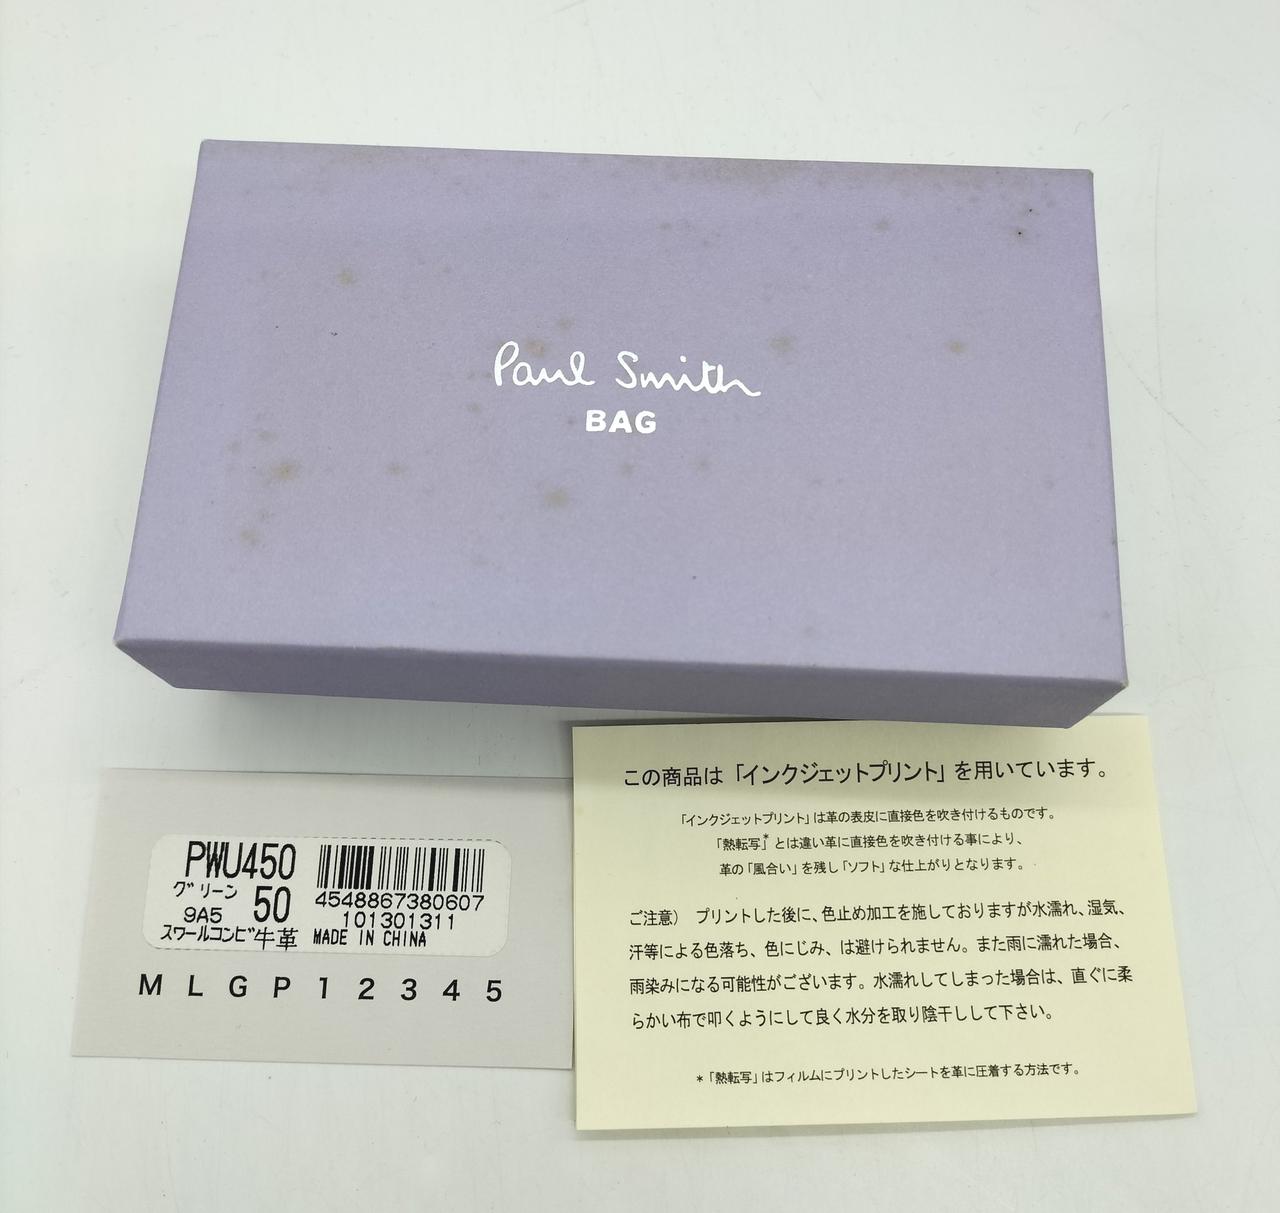 Paul Smith
BAG
PWU450
グリーン 50
9A5
スワールコンビ 牛革
4548867380607
101301311
MADE IN CHINA
M L G P 1 2 3 4 5
この商品は「インクジェットプリント」を用いています。
「インクジェットプリント」は革の表皮に直接色を吹き付けるものです。
「熱転写」*とは違い革に直接色を吹き付ける事により、
革の「風合い」を残し「ソフト」な仕上がりとなります。
ご注意) プリントした後に、色止め加工を施しておりますが水濡れ、湿気、
汗等による色落ち、色にじみ、は避けられません。また雨に濡れた場合、
雨染みになる可能性がございます。水濡れしてしまった場合は、直ぐに柔
らかい布で叩くようにして良く水分を取り陰干しして下さい。
*「熱転写」はフィルムにプリントしたシートを革に圧着する方法です。